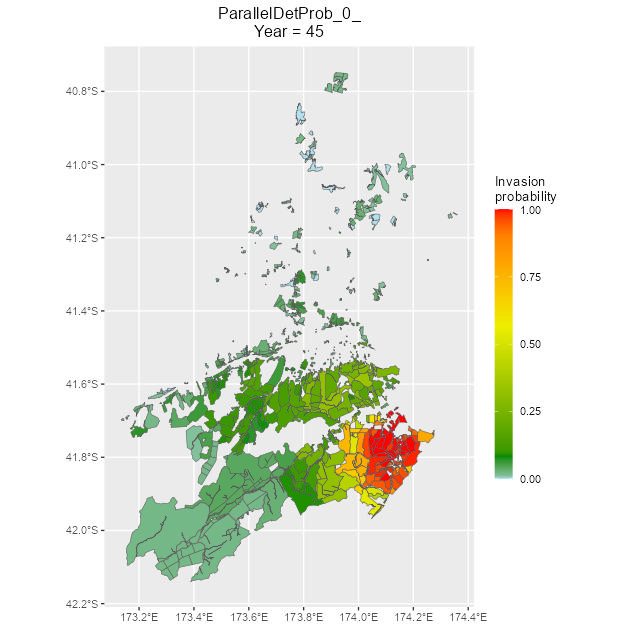 ParallelDetProb_0_
Year = 45
40.8°S
41.0°S
41.2°S
41.4°S
41.6°S
41.8°S
42.0°S
42.2°S
173.2°E 173.4°E 173.6°E 173.8°E 174.0°E 174.2°E 174.4°E
Invasion
probability
1.00
0.75
0.50
0.25
0.00